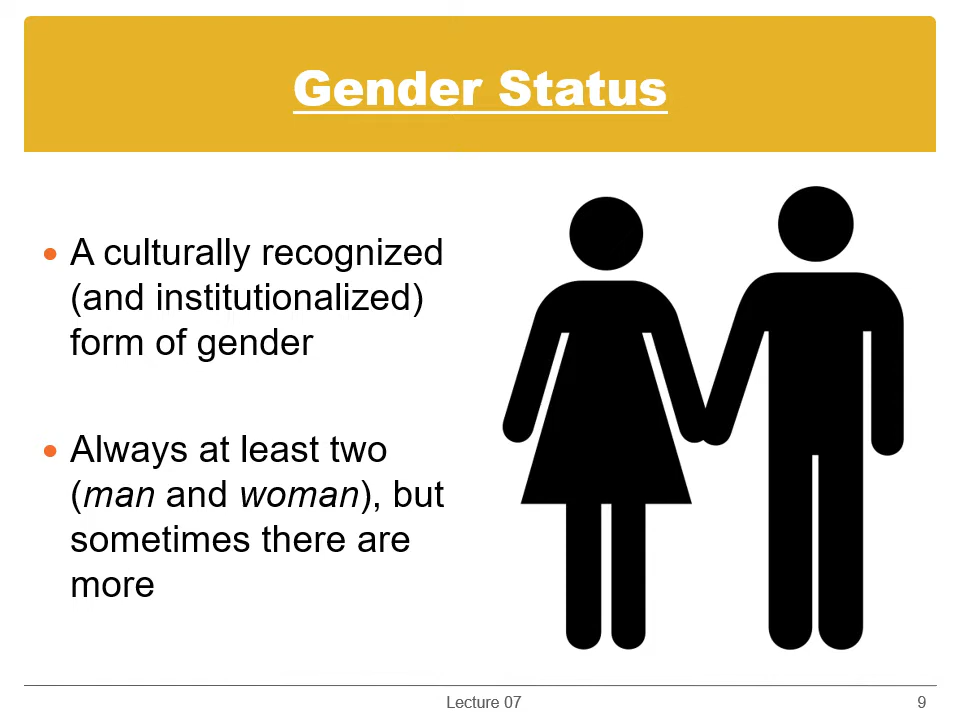 Gender Status
• A culturally recognized
(and institutionalized)
form of gender
• Always at least two
(man and woman), but
sometimes there are
more
Lecture 07
9